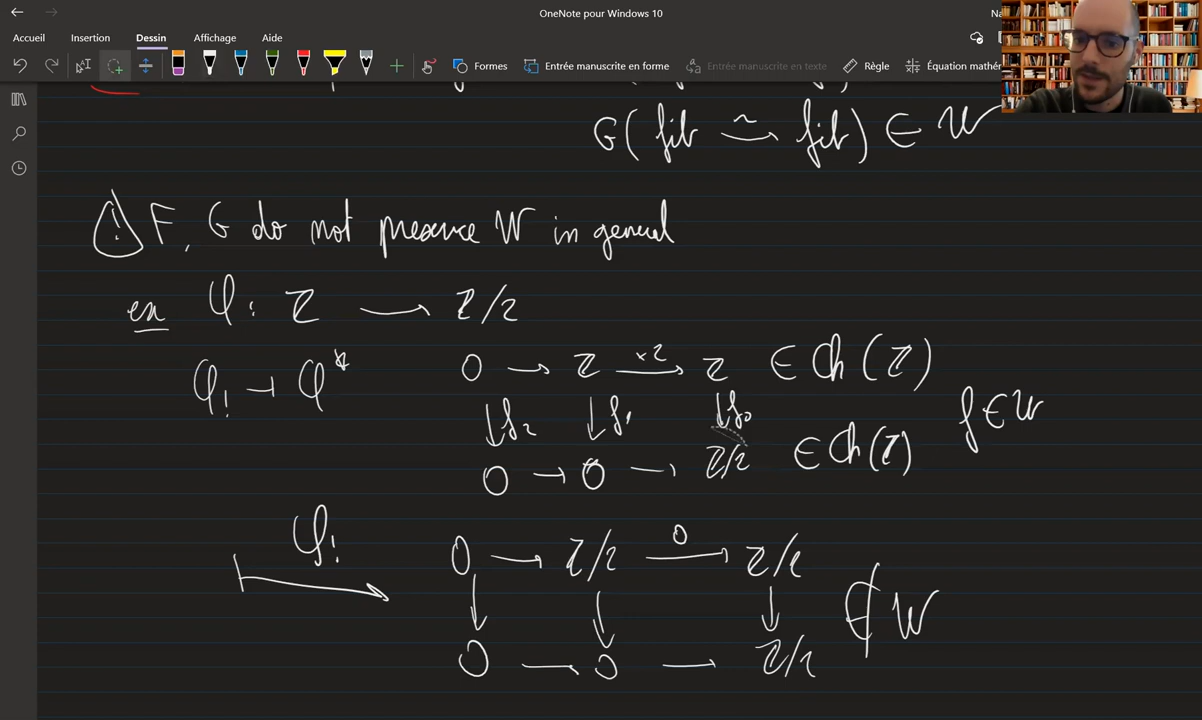 OneNote pour Windows 10
Accueil Insertion Dessin Affichage Aide
Formes Entrée manuscrite en forme Entrée manuscrite en texte Règle Équation mathé
G( fib ⥲ fib ) ∈ W
⚠ F, G do not preserve W in general
ex φ: Z → Z/2
φ! ⊣ φ*
0 → Z —×2→ Z ∈ Ch(Z)
↓f₂ ↓f₁ ↓f₀ f ∈ W
0 → 0 → Z/2 ∈ Ch(Z)
φ!
⟼
0 → Z/2 —0→ Z/2
↓ ↓ ↓ ∉ W
0 → 0 → Z/2